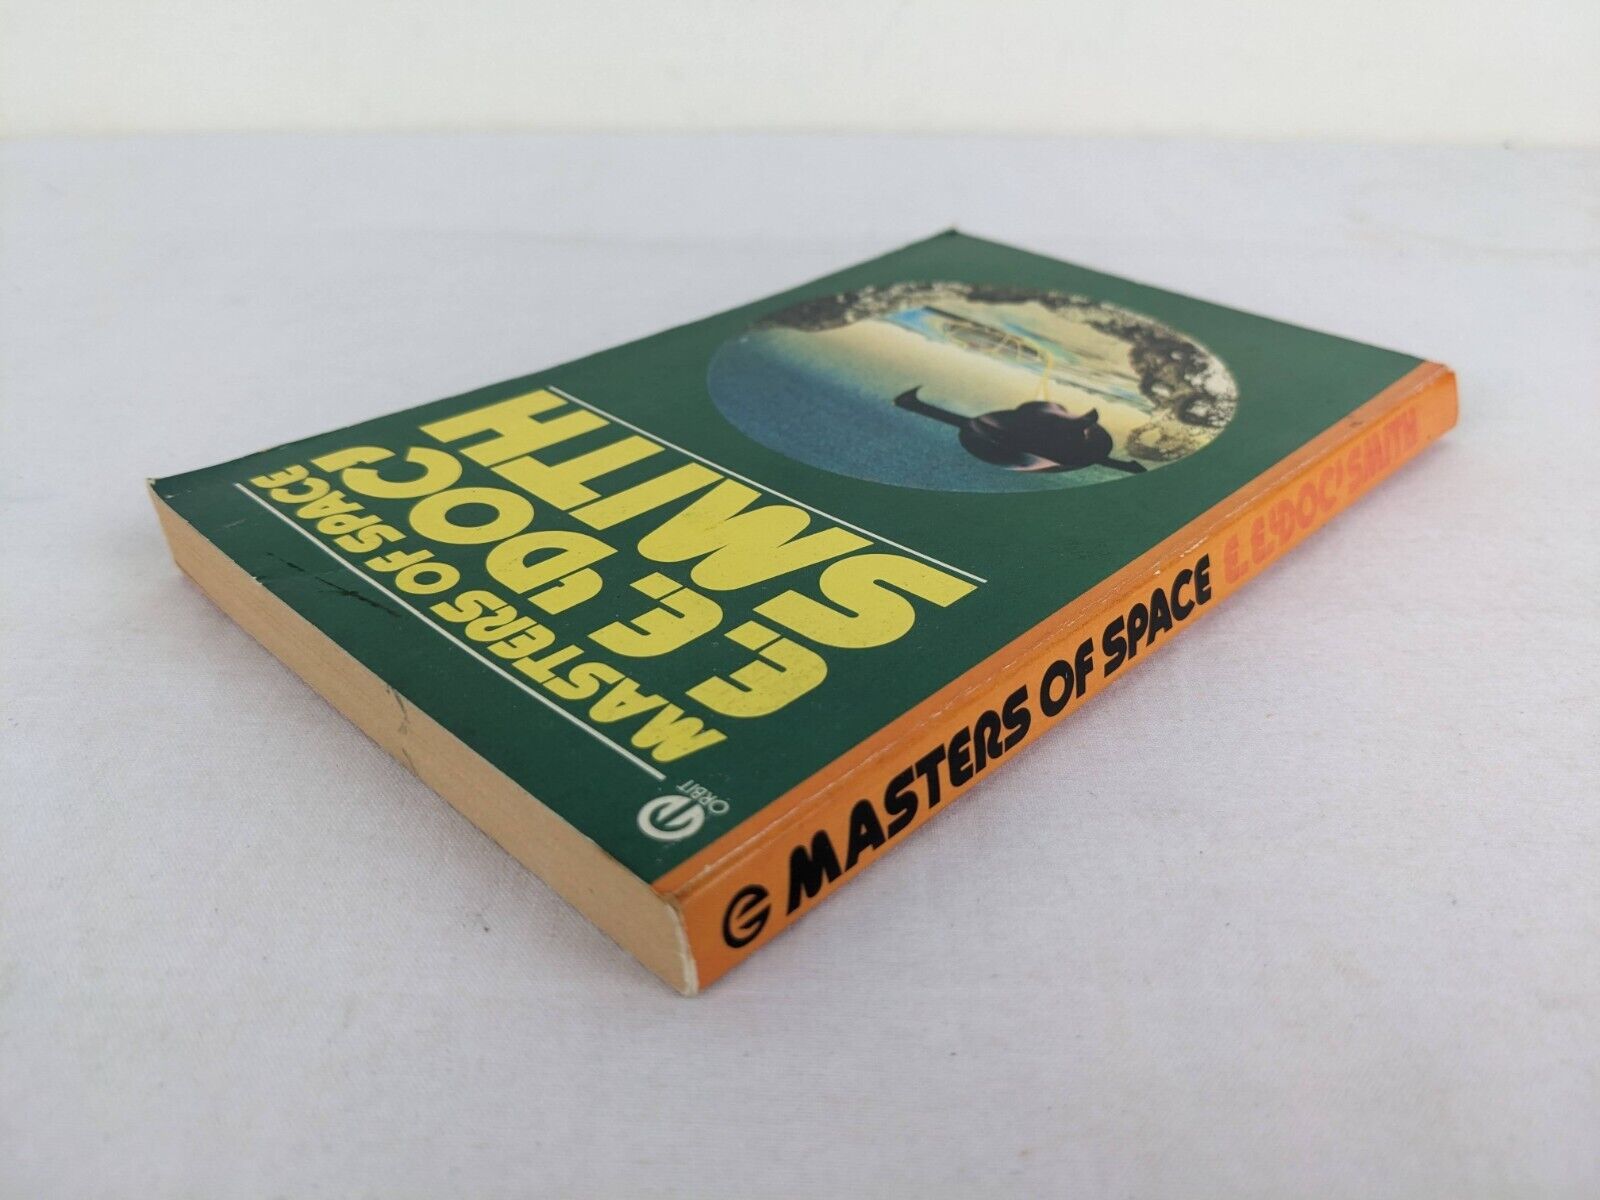 ORBIT
MASTERS OF SPACE
E. E. 'DOC'
SMITH
MASTERS OF SPACE E. E. 'DOC' SMITH